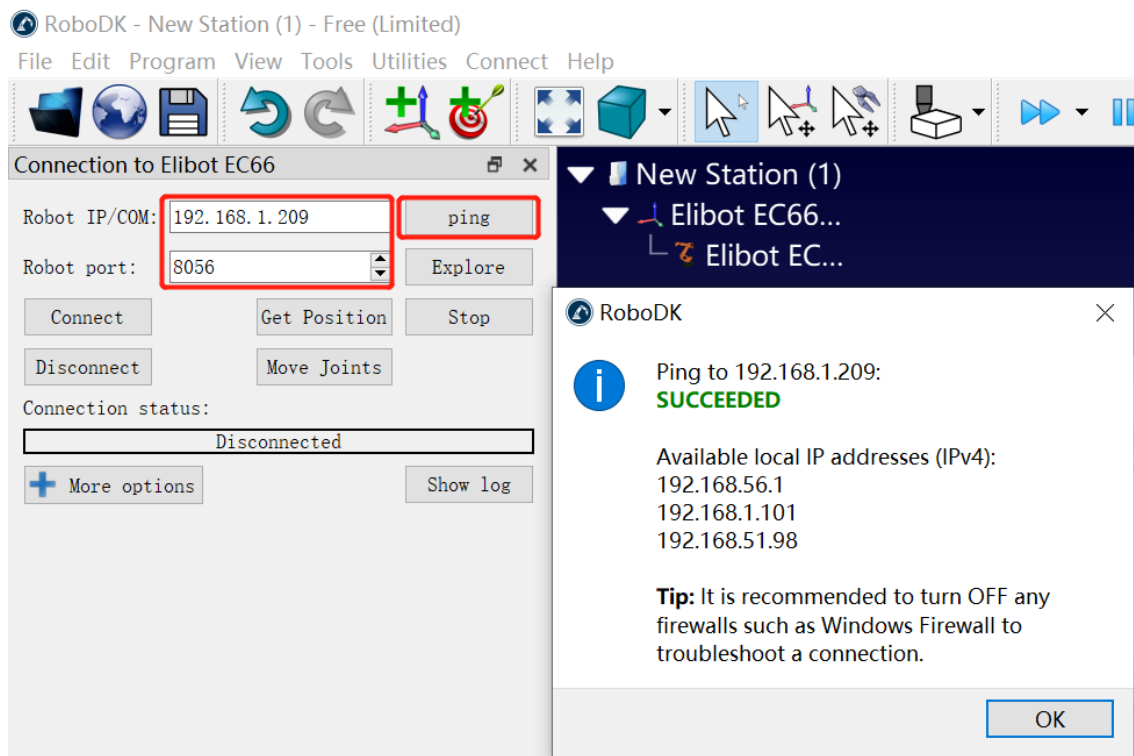 RoboDK - New Station (1) - Free (Limited)
File Edit Program View Tools Utilities Connect Help
Connection to Elibot EC66
Robot IP/COM: 192.168.1.209 ping
Robot port: 8056 Explore
Connect Get Position Stop
Disconnect Move Joints
Connection status:
Disconnected
More options Show log
New Station (1)
Elibot EC66...
Elibot EC...
RoboDK
Ping to 192.168.1.209:
SUCCEEDED
Available local IP addresses (IPv4):
192.168.56.1
192.168.1.101
192.168.51.98
Tip: It is recommended to turn OFF any
firewalls such as Windows Firewall to
troubleshoot a connection.
OK